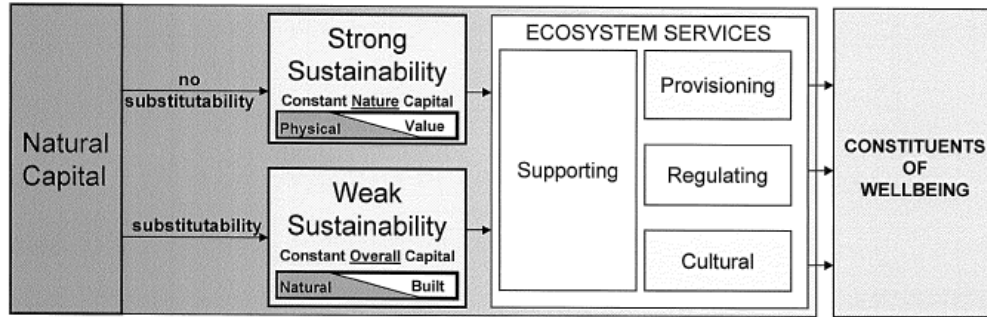 Natural
Capital
no
substitutability
substitutability
Strong
Sustainability
Constant Nature Capital
Physical
Value
Weak
Sustainability
Constant Overall Capital
Natural
Built
ECOSYSTEM SERVICES
Supporting
Provisioning
Regulating
Cultural
CONSTITUENTS
OF
WELLBEING